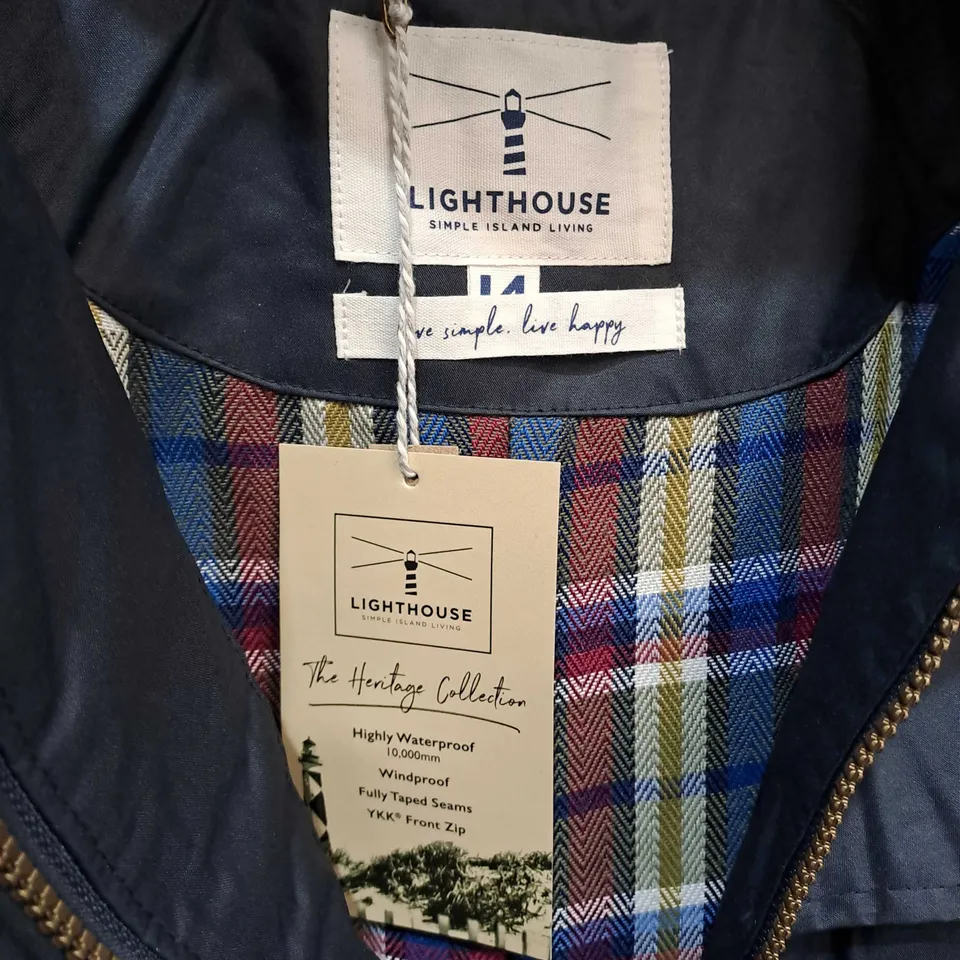 LIGHTHOUSE
SIMPLE ISLAND LIVING
14
simple. live happy
LIGHTHOUSE
SIMPLE ISLAND LIVING
The Heritage Collection
Highly Waterproof
10,000mm
Windproof
Fully Taped Seams
YKK® Front Zip